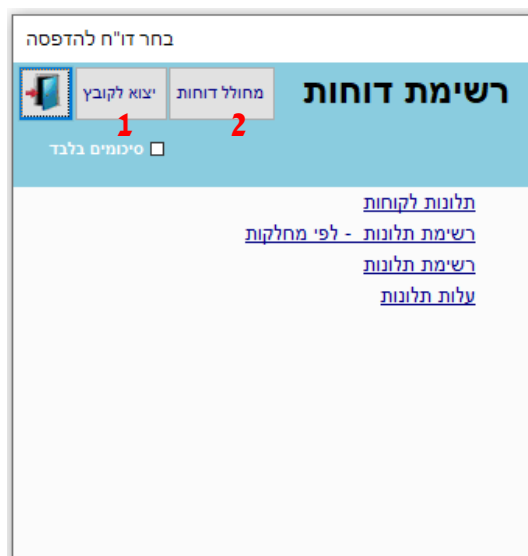 בחר דו"ח להדפסה
רשימת דוחות
מחולל דוחות
יצוא לקובץ
2
1
סיכומים בלבד
תלונות לקוחות
רשימת תלונות - לפי מחלקות
רשימת תלונות
עלות תלונות